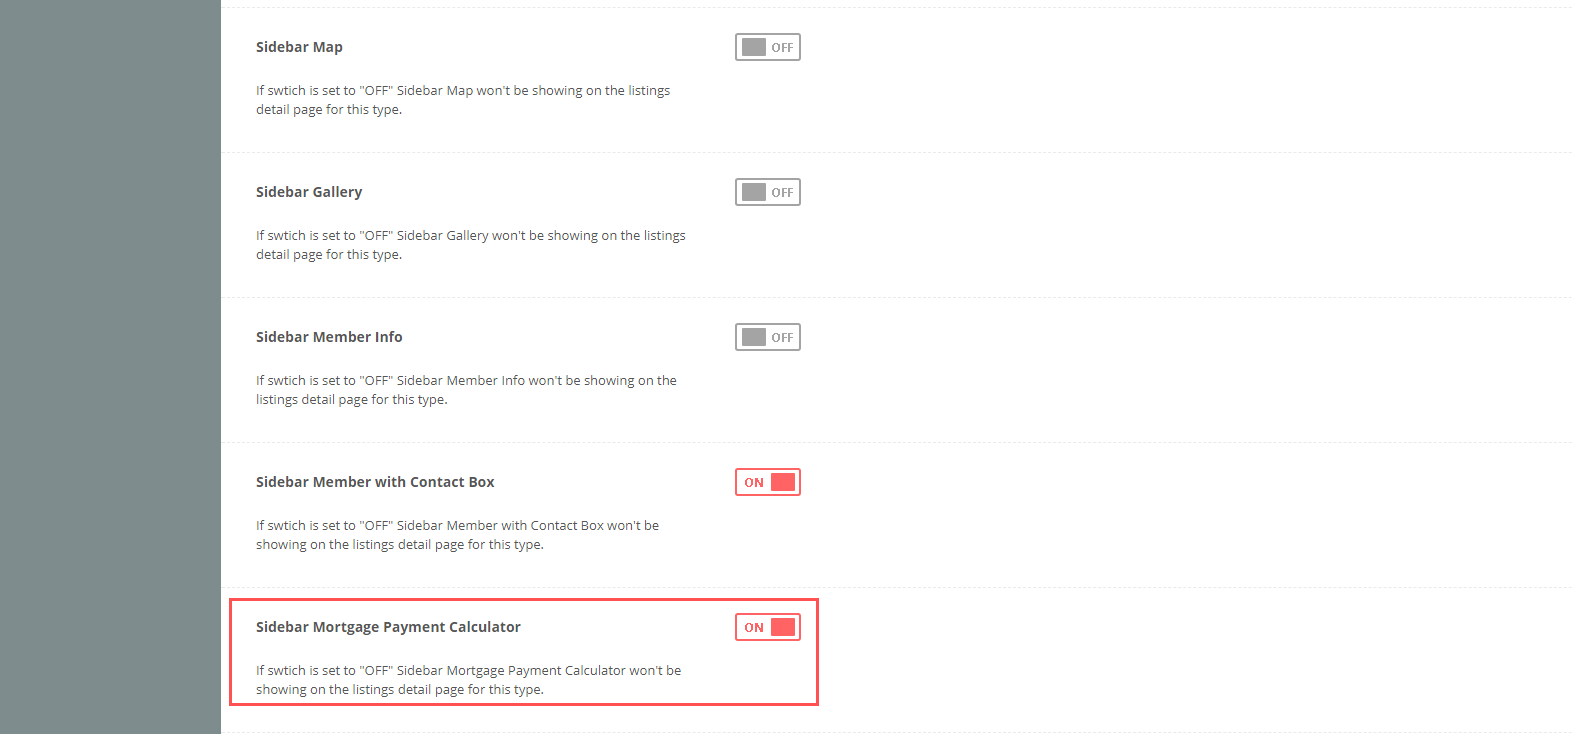 Sidebar Map
OFF
If swtich is set to "OFF" Sidebar Map won't be showing on the listings
detail page for this type.
Sidebar Gallery
OFF
If swtich is set to "OFF" Sidebar Gallery won't be showing on the listings
detail page for this type.
Sidebar Member Info
OFF
If swtich is set to "OFF" Sidebar Member Info won't be showing on the
listings detail page for this type.
Sidebar Member with Contact Box
ON
If swtich is set to "OFF" Sidebar Member with Contact Box won't be
showing on the listings detail page for this type.
Sidebar Mortgage Payment Calculator
ON
If swtich is set to "OFF" Sidebar Mortgage Payment Calculator won't be
showing on the listings detail page for this type.